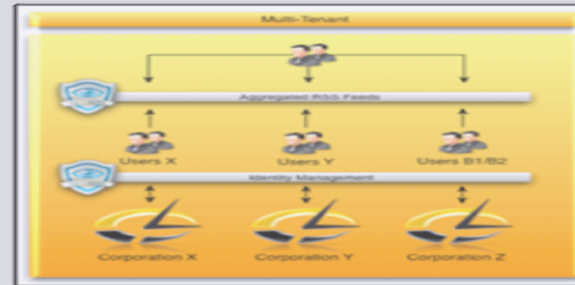 Multi-Tenant
Aggregated RSS Feeds
Users X Users Y Users B1/B2
Identity Management
Corporation X Corporation Y Corporation Z